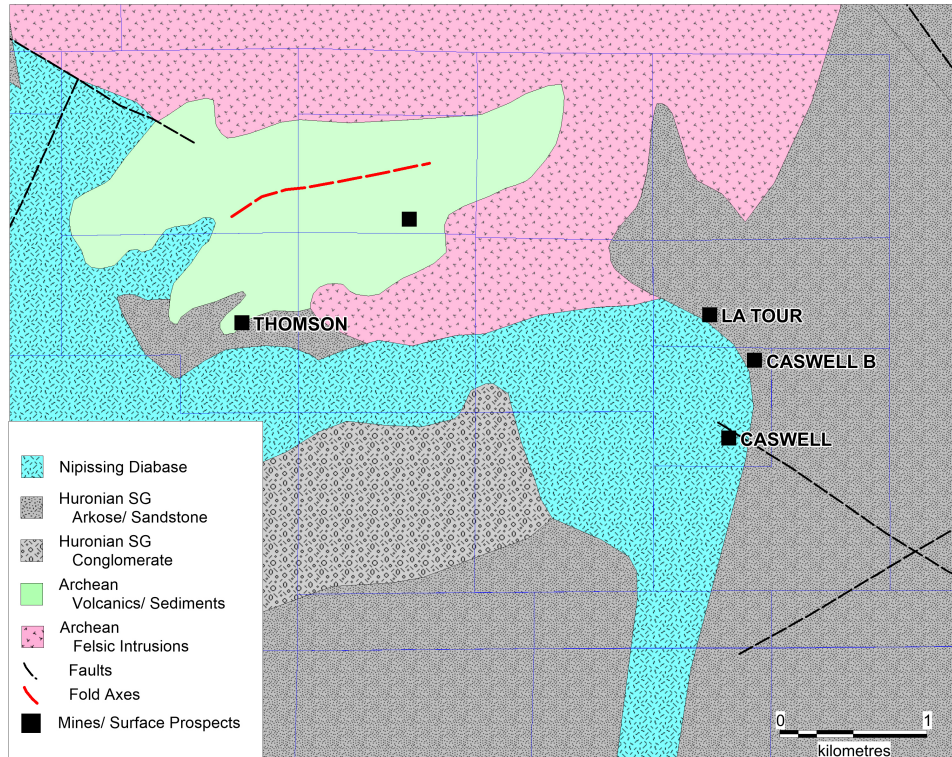 THOMSON
LA TOUR
CASWELL B
CASWELL
Nipissing Diabase
Huronian SG
Arkose/ Sandstone
Huronian SG
Conglomerate
Archean
Volcanics/ Sediments
Archean
Felsic Intrusions
Faults
Fold Axes
Mines/ Surface Prospects
0 1
kilometres